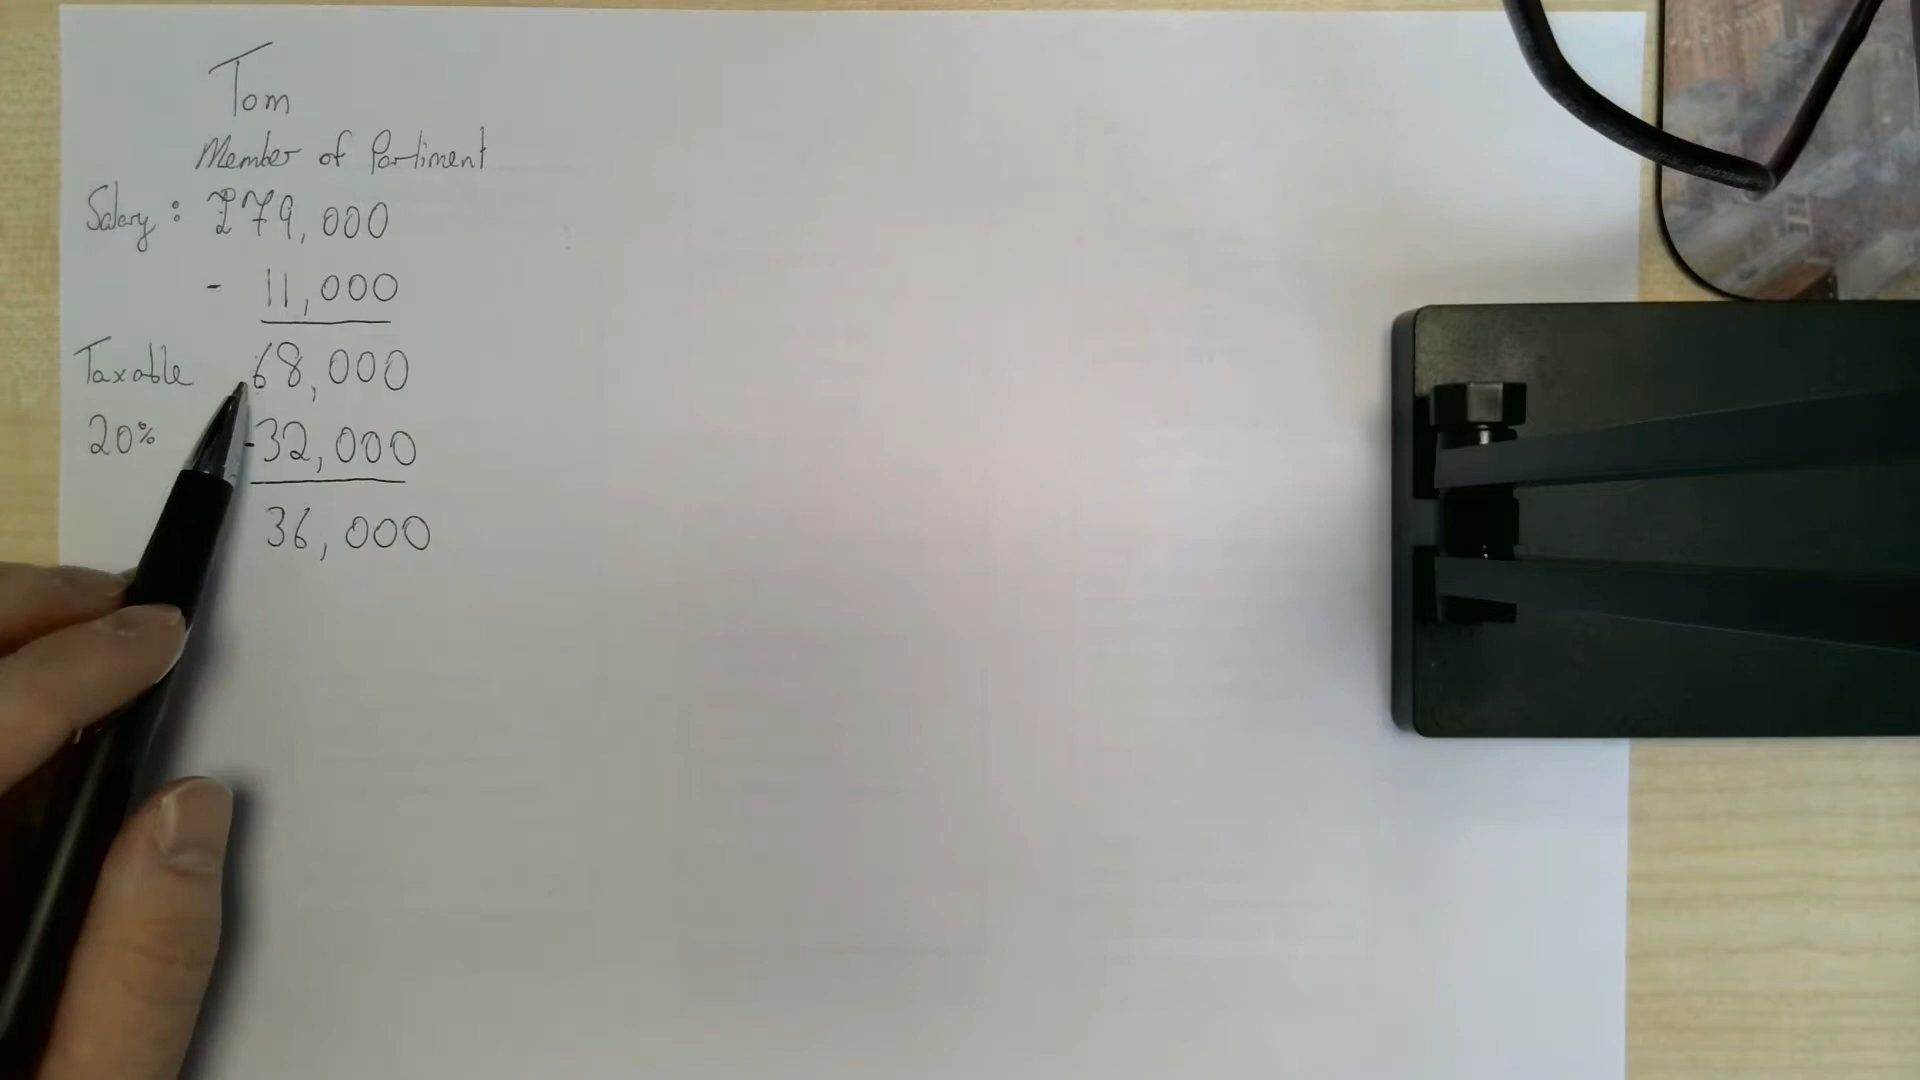 Tom
Member of Parliment
Salary: £79,000
- 11,000
Taxable 68,000
20% -32,000
36,000